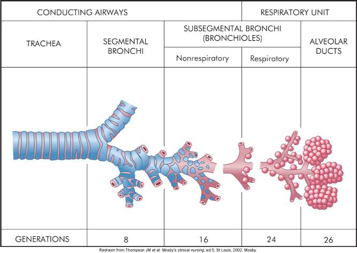 CONDUCTING AIRWAYS
RESPIRATORY UNIT
TRACHEA
SEGMENTAL
BRONCHI
SUBSEGMENTAL BRONCHI
(BRONCHIOLES)
Nonrespiratory
Respiratory
ALVEOLAR
DUCTS
GENERATIONS
8
16
24
26
Redrawn from Thompson JM et al: Mosby's clinical nursing, ed 5, St Louis, 2002, Mosby.